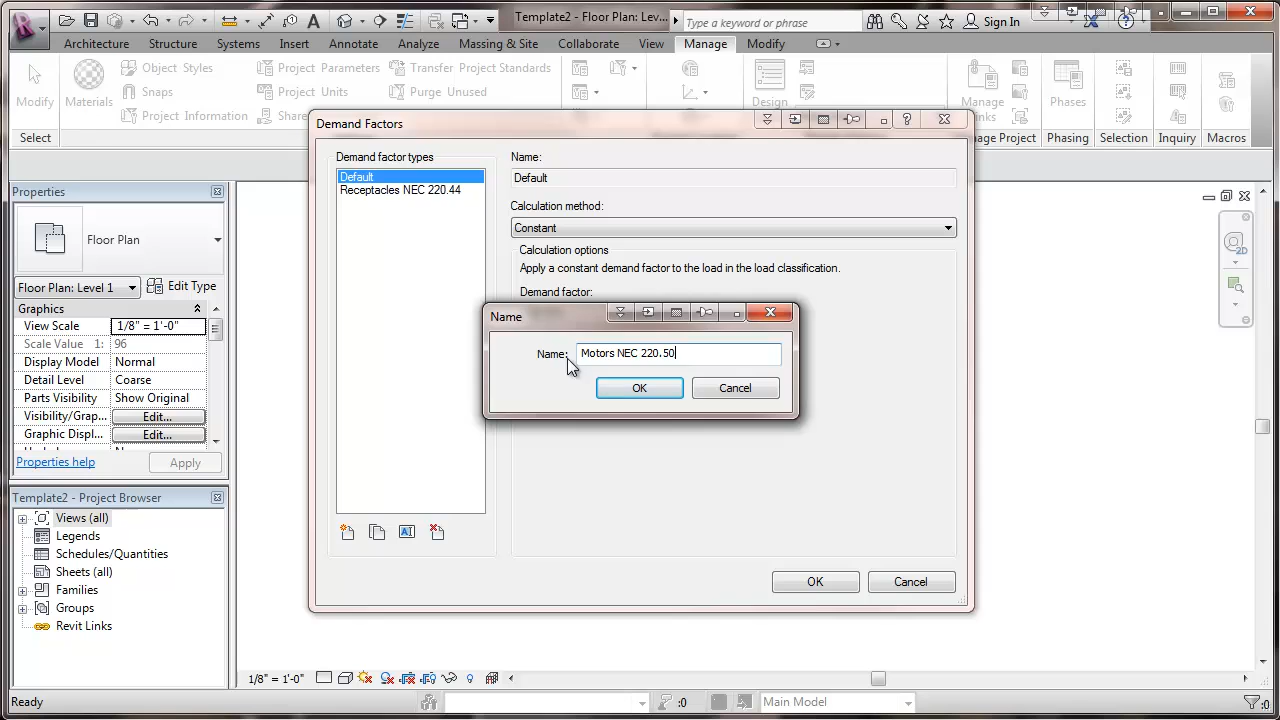 Template2 - Floor Plan: Lev...
Type a keyword or phrase
Sign In
Architecture
Structure
Systems
Insert
Annotate
Analyze
Massing & Site
Collaborate
View
Manage
Modify
Modify
Materials
Object Styles
Snaps
Project Information
Project Parameters
Project Units
Transfer Project Standards
Purge Unused
Design
Manage
Phases
Select
Manage Project
Phasing
Selection
Inquiry
Macros
Properties
Floor Plan
Floor Plan: Level 1
Edit Type
Graphics
View Scale
1/8" = 1'-0"
Scale Value 1:
96
Display Model
Normal
Detail Level
Coarse
Parts Visibility
Show Original
Visibility/Grap...
Edit...
Graphic Displ...
Edit...
Properties help
Apply
Template2 - Project Browser
Views (all)
Legends
Schedules/Quantities
Sheets (all)
Families
Groups
Revit Links
Demand Factors
Demand factor types
Default
Receptacles NEC 220.44
Name:
Default
Calculation method:
Constant
Calculation options
Apply a constant demand factor to the load in the load classification.
Demand factor:
Name
Name:
Motors NEC 220.50
OK
Cancel
OK
Cancel
1/8" = 1'-0"
Ready
:0
Main Model
:0
2D